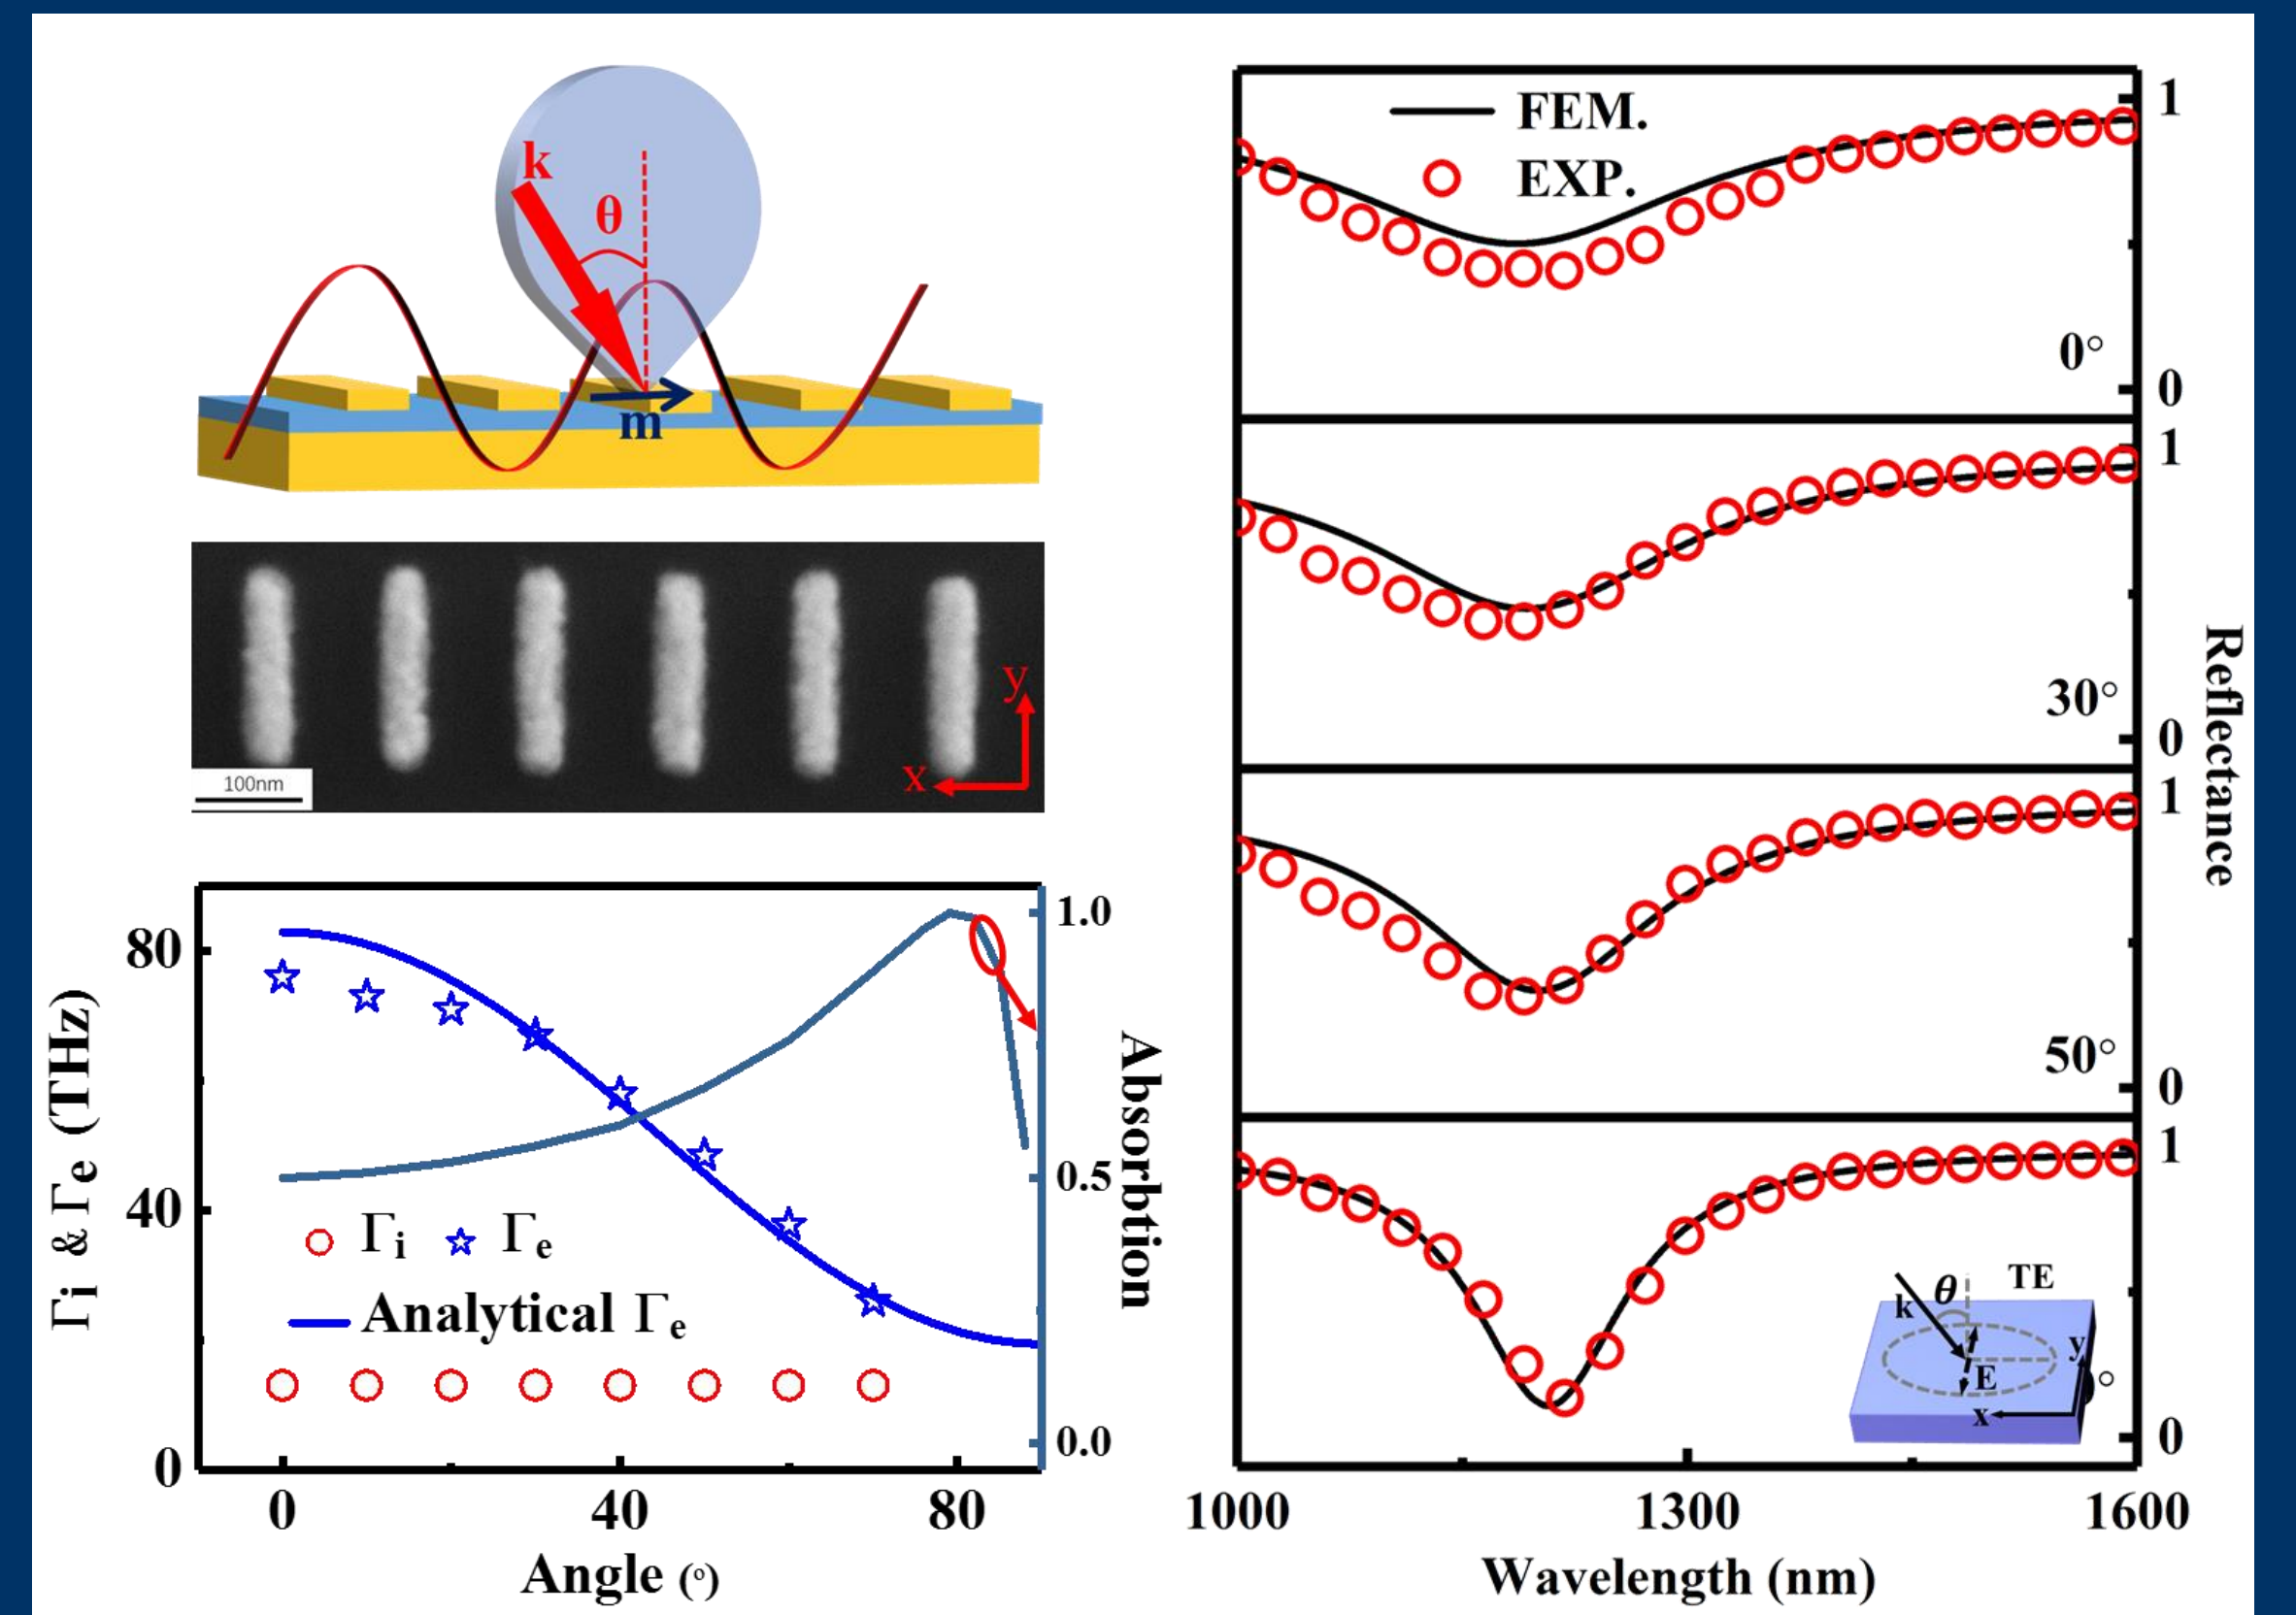 k
θ
m
y
x
100nm
80
40
0
Γi & Γe (THz)
Γi
Γe
Analytical Γe
1.0
0.5
0.0
Absorbtion
0
40
80
Angle (o)
FEM.
EXP.
1
0°
0
1
30°
0
1
50°
0
1
TE
θ
k
y
E
x
°
0
Reflectance
1000
1300
1600
Wavelength (nm)